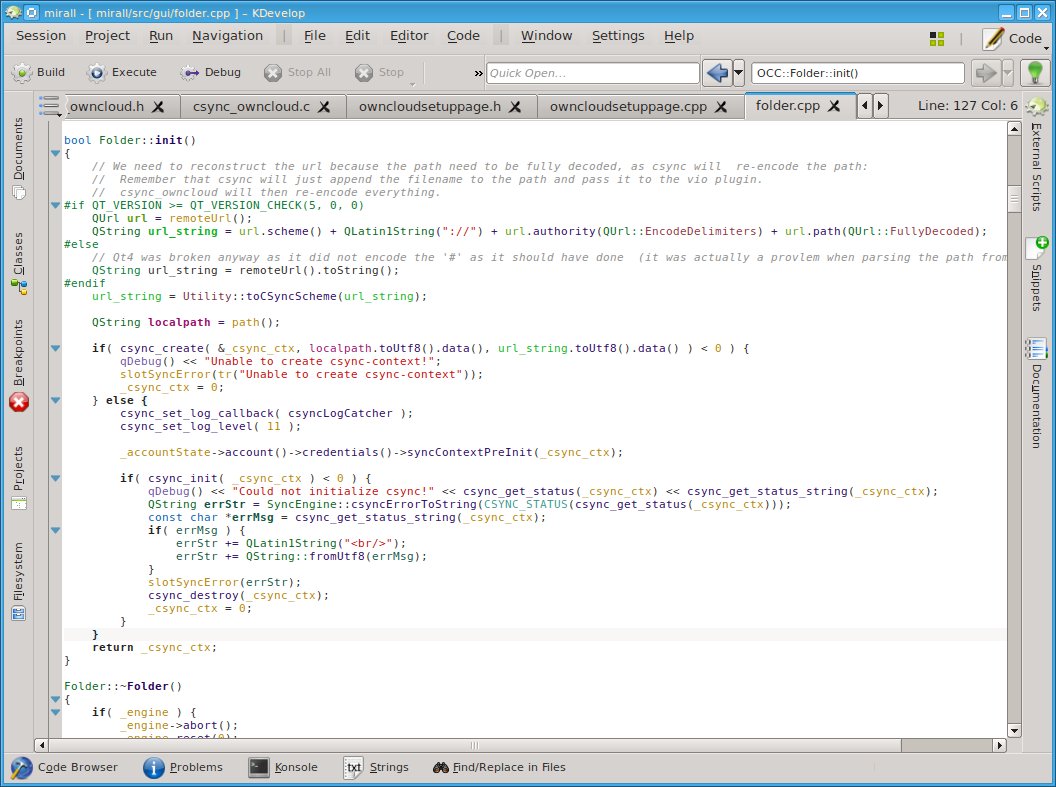 mirall - [ mirall/src/gui/folder.cpp ] – KDevelop
Session Project Run Navigation File Edit Editor Code Window Settings Help Code
Build Execute Debug Stop All Stop » Quick Open... OCC::Folder::init()
owncloud.h csync_owncloud.c owncloudsetuppage.h owncloudsetuppage.cpp folder.cpp Line: 127 Col: 6
Documents
Classes
Breakpoints
Projects
Filesystem
bool Folder::init()
{
// We need to reconstruct the url because the path need to be fully decoded, as csync will  re-encode the path:
//  Remember that csync will just append the filename to the path and pass it to the vio plugin.
//  csync_owncloud will then re-encode everything.
#if QT_VERSION >= QT_VERSION_CHECK(5, 0, 0)
QUrl url = remoteUrl();
QString url_string = url.scheme() + QLatin1String("://") + url.authority(QUrl::EncodeDelimiters) + url.path(QUrl::FullyDecoded);
#else
// Qt4 was broken anyway as it did not encode the '#' as it should have done  (it was actually a provlem when parsing the path from
QString url_string = remoteUrl().toString();
#endif
url_string = Utility::toCSyncScheme(url_string);
QString localpath = path();
if( csync_create( &_csync_ctx, localpath.toUtf8().data(), url_string.toUtf8().data() ) < 0 ) {
qDebug() << "Unable to create csync-context!";
slotSyncError(tr("Unable to create csync-context"));
_csync_ctx = 0;
} else {
csync_set_log_callback( csyncLogCatcher );
csync_set_log_level( 11 );
_accountState->account()->credentials()->syncContextPreInit(_csync_ctx);
if( csync_init( _csync_ctx ) < 0 ) {
qDebug() << "Could not initialize csync!" << csync_get_status(_csync_ctx) << csync_get_status_string(_csync_ctx);
QString errStr = SyncEngine::csyncErrorToString(CSYNC_STATUS(csync_get_status(_csync_ctx)));
const char *errMsg = csync_get_status_string(_csync_ctx);
if( errMsg ) {
errStr += QLatin1String("<br/>");
errStr += QString::fromUtf8(errMsg);
}
slotSyncError(errStr);
csync_destroy(_csync_ctx);
_csync_ctx = 0;
}
}
return _csync_ctx;
}
Folder::~Folder()
{
if( _engine ) {
_engine->abort();
_engine.reset(0);
External Scripts
Snippets
Documentation
Code Browser Problems Konsole txt Strings Find/Replace in Files